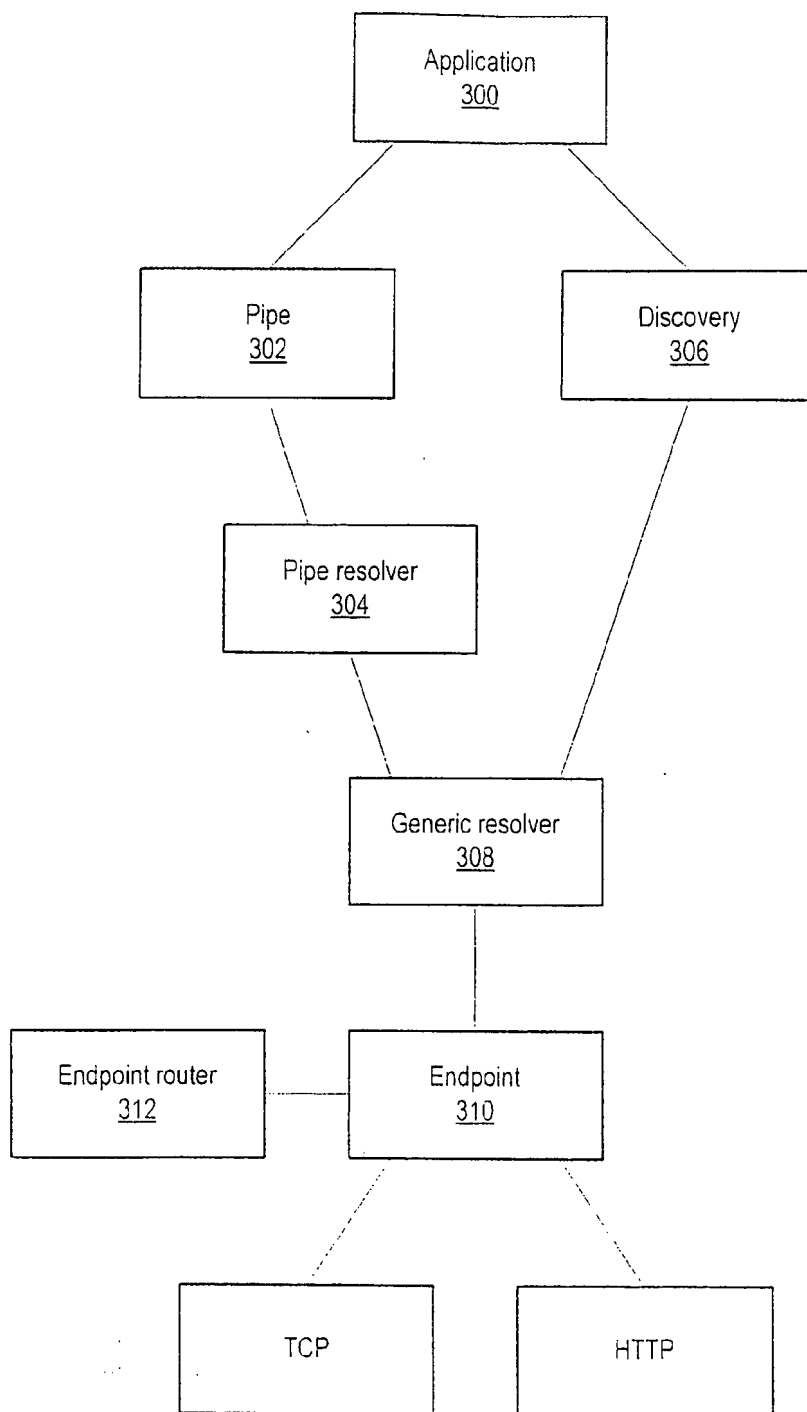 Application
300
Pipe
302
Discovery
306
Pipe resolver
304
Generic resolver
308
Endpoint router
312
Endpoint
310
TCP
HTTP